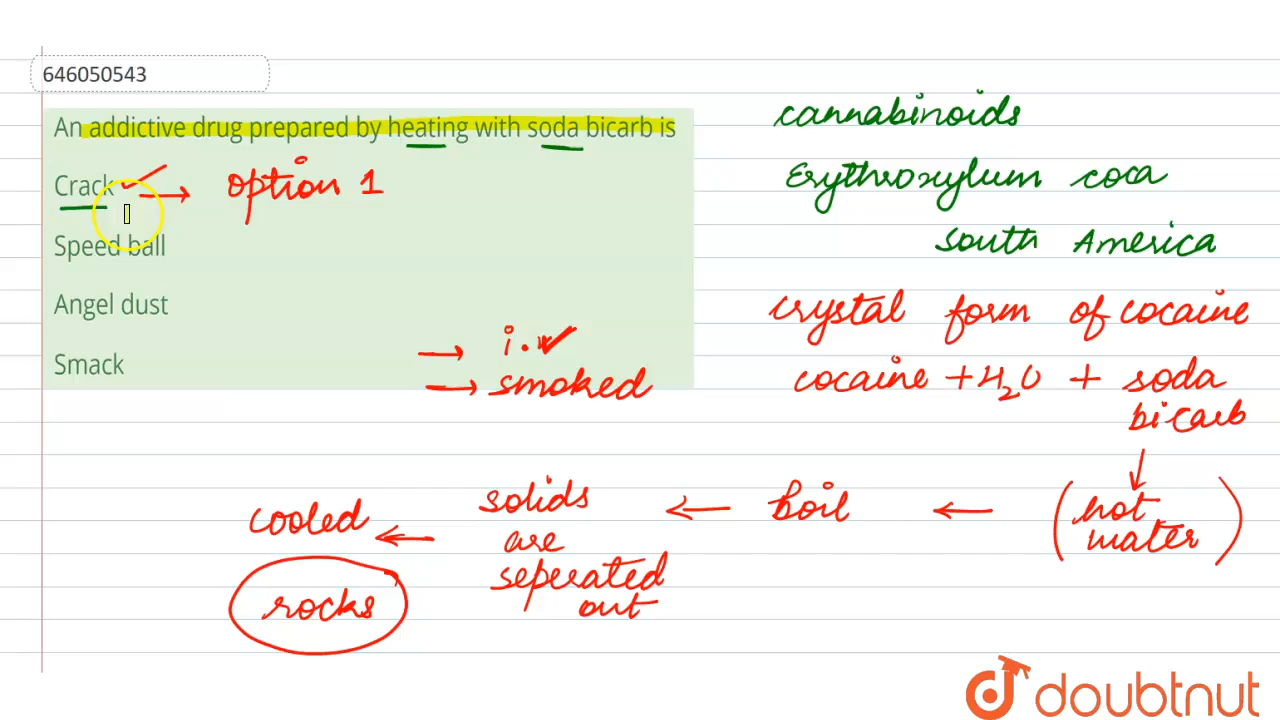 646050543
An addictive drug prepared by heating with soda bicarb is
Crack → option 1
Speed ball
Angel dust
Smack
→ i.v
→ smoked
cannabinoids
Erythroxylum coca
south America
crystal form of cocaine
cocaine + H2O + soda
bicarb
↓
(hot
water)
← boil ←
solids
are
seperated
out
cooled ←
rocks
doubtnut